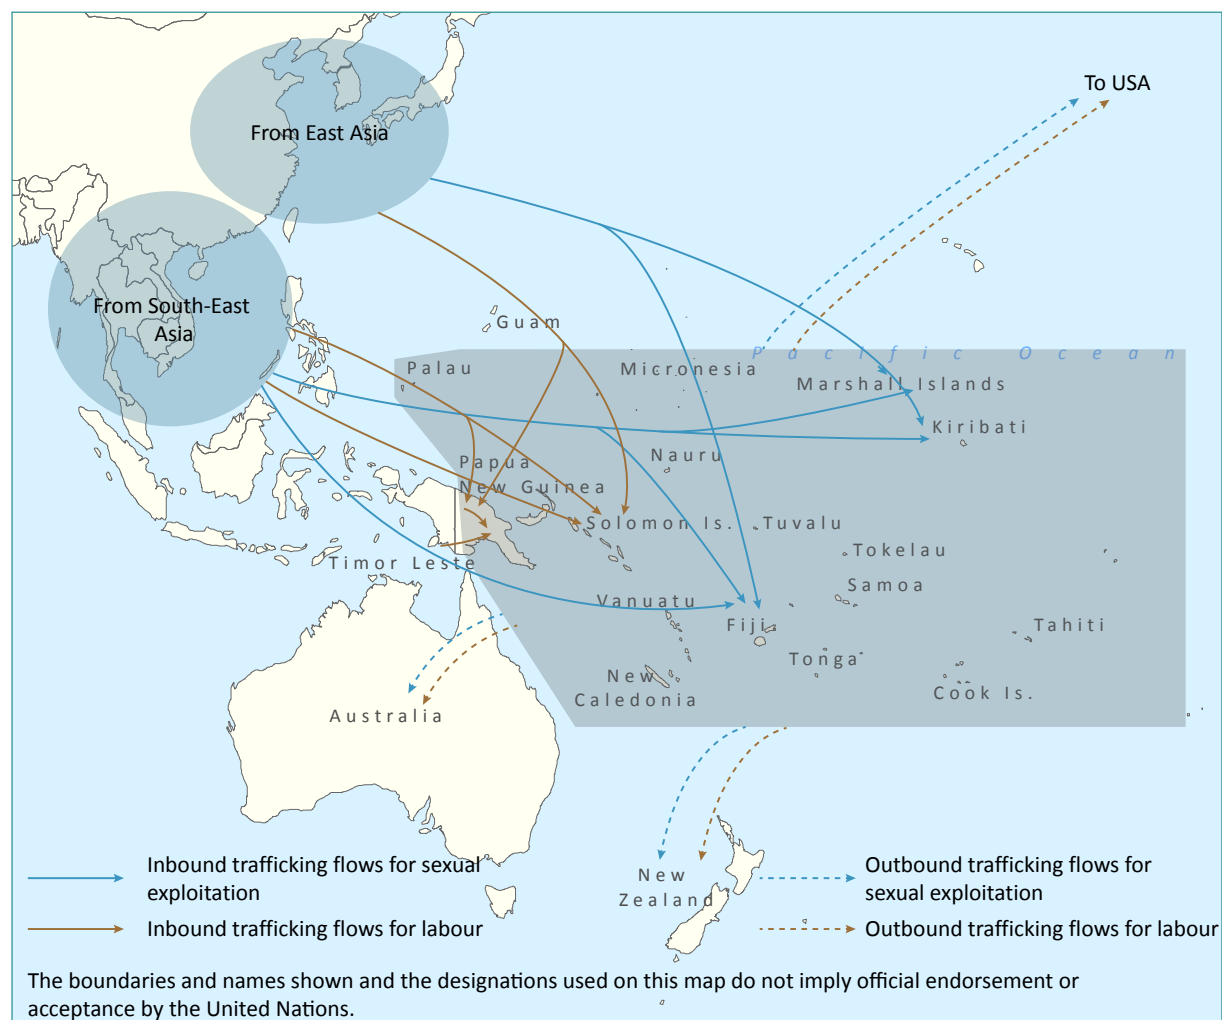 To USA
From East Asia
From South-East
Asia
Guam
Pacific Ocean
Palau
Micronesia
Marshall Islands
Kiribati
Nauru
Papua
New Guinea
Solomon Is.
Tuvalu
Tokelau
Timor Leste
Samoa
Vanuatu
Fiji
Tahiti
Tonga
New
Caledonia
Cook Is.
Australia
New
Zealand
Inbound trafficking flows for sexual
exploitation
Inbound trafficking flows for labour
Outbound trafficking flows for
sexual exploitation
Outbound trafficking flows for labour
The boundaries and names shown and the designations used on this map do not imply official endorsement or
acceptance by the United Nations.